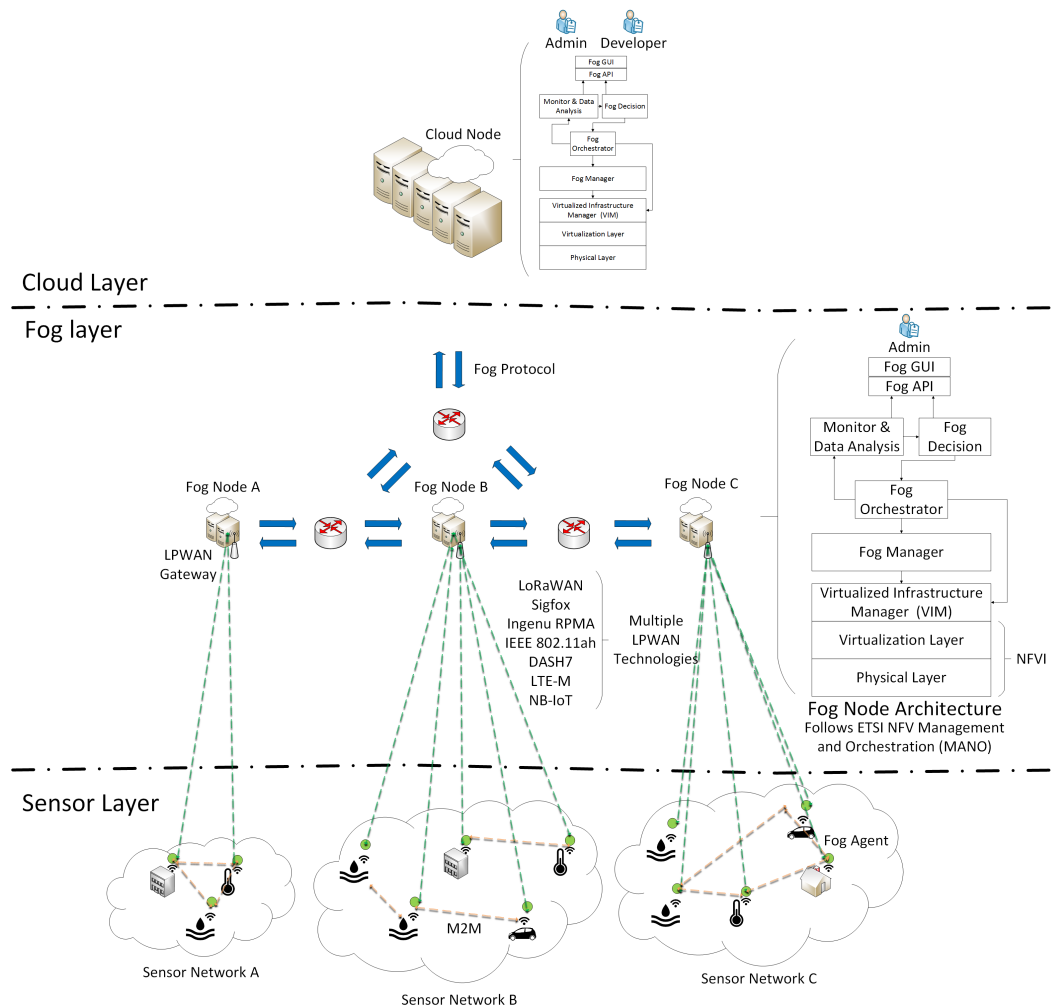 Admin
Developer
Fog GUI
Fog API
Monitor & Data
Analysis
Fog Decision
Cloud Node
Fog
Orchestrator
Fog Manager
Virtualized Infrastructure
Manager (VIM)
Virtualization Layer
Physical Layer
Cloud Layer
Fog layer
Fog Protocol
Admin
Fog GUI
Fog API
Monitor &
Data Analysis
Fog
Decision
Fog Node A
Fog Node B
Fog Node C
Fog
Orchestrator
LPWAN
Gateway
Fog Manager
LoRaWAN
Sigfox
Ingenu RPMA
IEEE 802.11ah
DASH7
LTE-M
NB-IoT
Multiple
LPWAN
Technologies
Virtualized Infrastructure
Manager (VIM)
Virtualization Layer
Physical Layer
NFVI
Fog Node Architecture
Follows ETSI NFV Management
and Orchestration (MANO)
Sensor Layer
Fog Agent
M2M
Sensor Network A
Sensor Network B
Sensor Network C